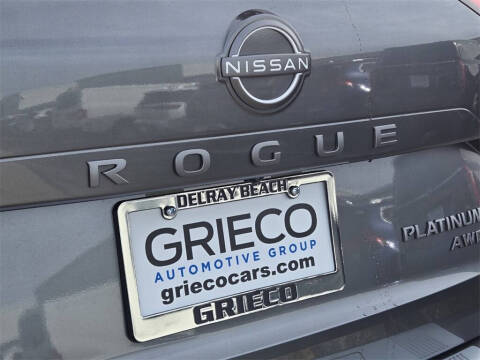 NISSAN
ROGUE
DELRAY BEACH
GRIECO
AUTOMOTIVE GROUP
griecocars.com
GRIECO
PLATINUM
AWD